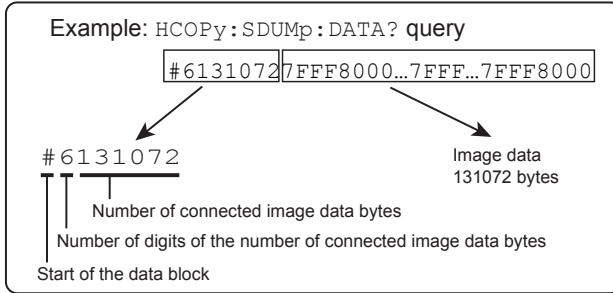 Example: HCOPy:SDUMp:DATA? query
#6131072 7FFF8000...7FFF...7FFF8000
#6131072
Image data
131072 bytes
Number of connected image data bytes
Number of digits of the number of connected image data bytes
Start of the data block